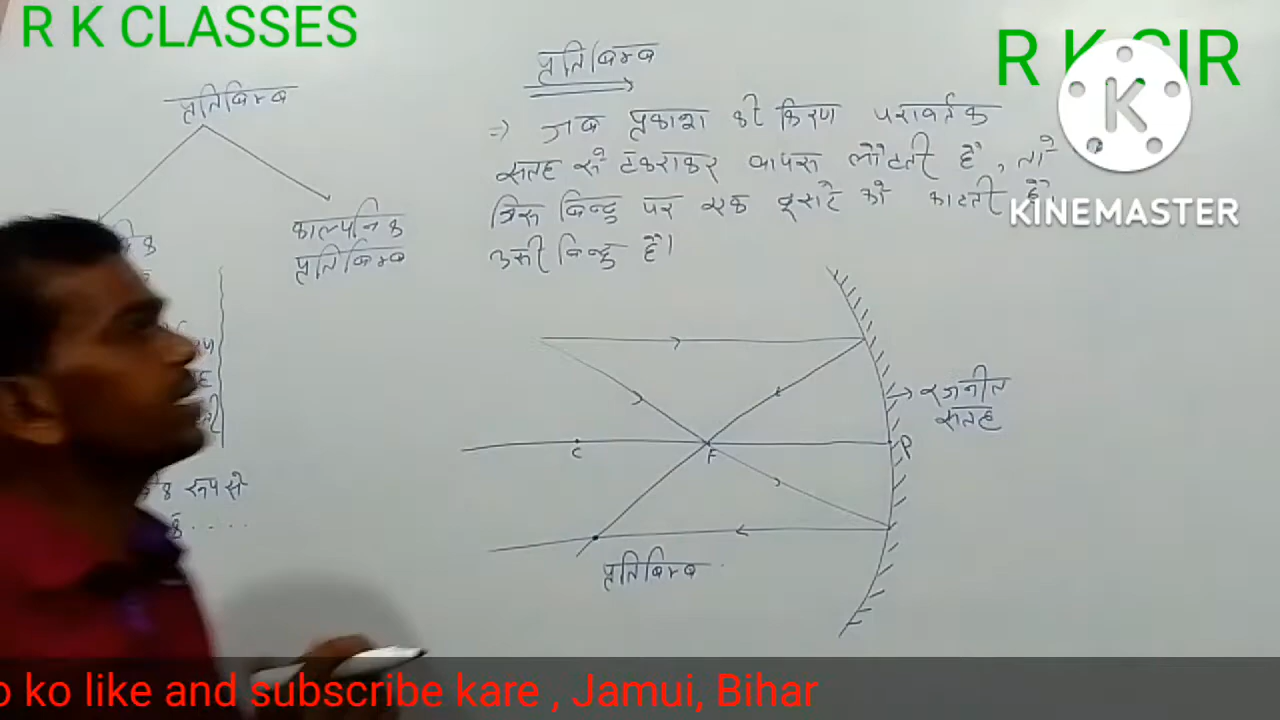 R K CLASSES
R K SIR
KINEMASTER
प्रतिबिम्ब
काल्पनिक
प्रतिबिम्ब
रूप से
प्रतिबिम्ब
=> जब प्रकाश की किरण परावर्तक
सतह से टकराकर वापस लौटती है, तो
जिस बिन्दु पर एक दूसरे को काटती है
उसी बिन्दु है।
C
F
P
सतह
प्रतिबिम्ब
o ko like and subscribe kare , Jamui, Bihar